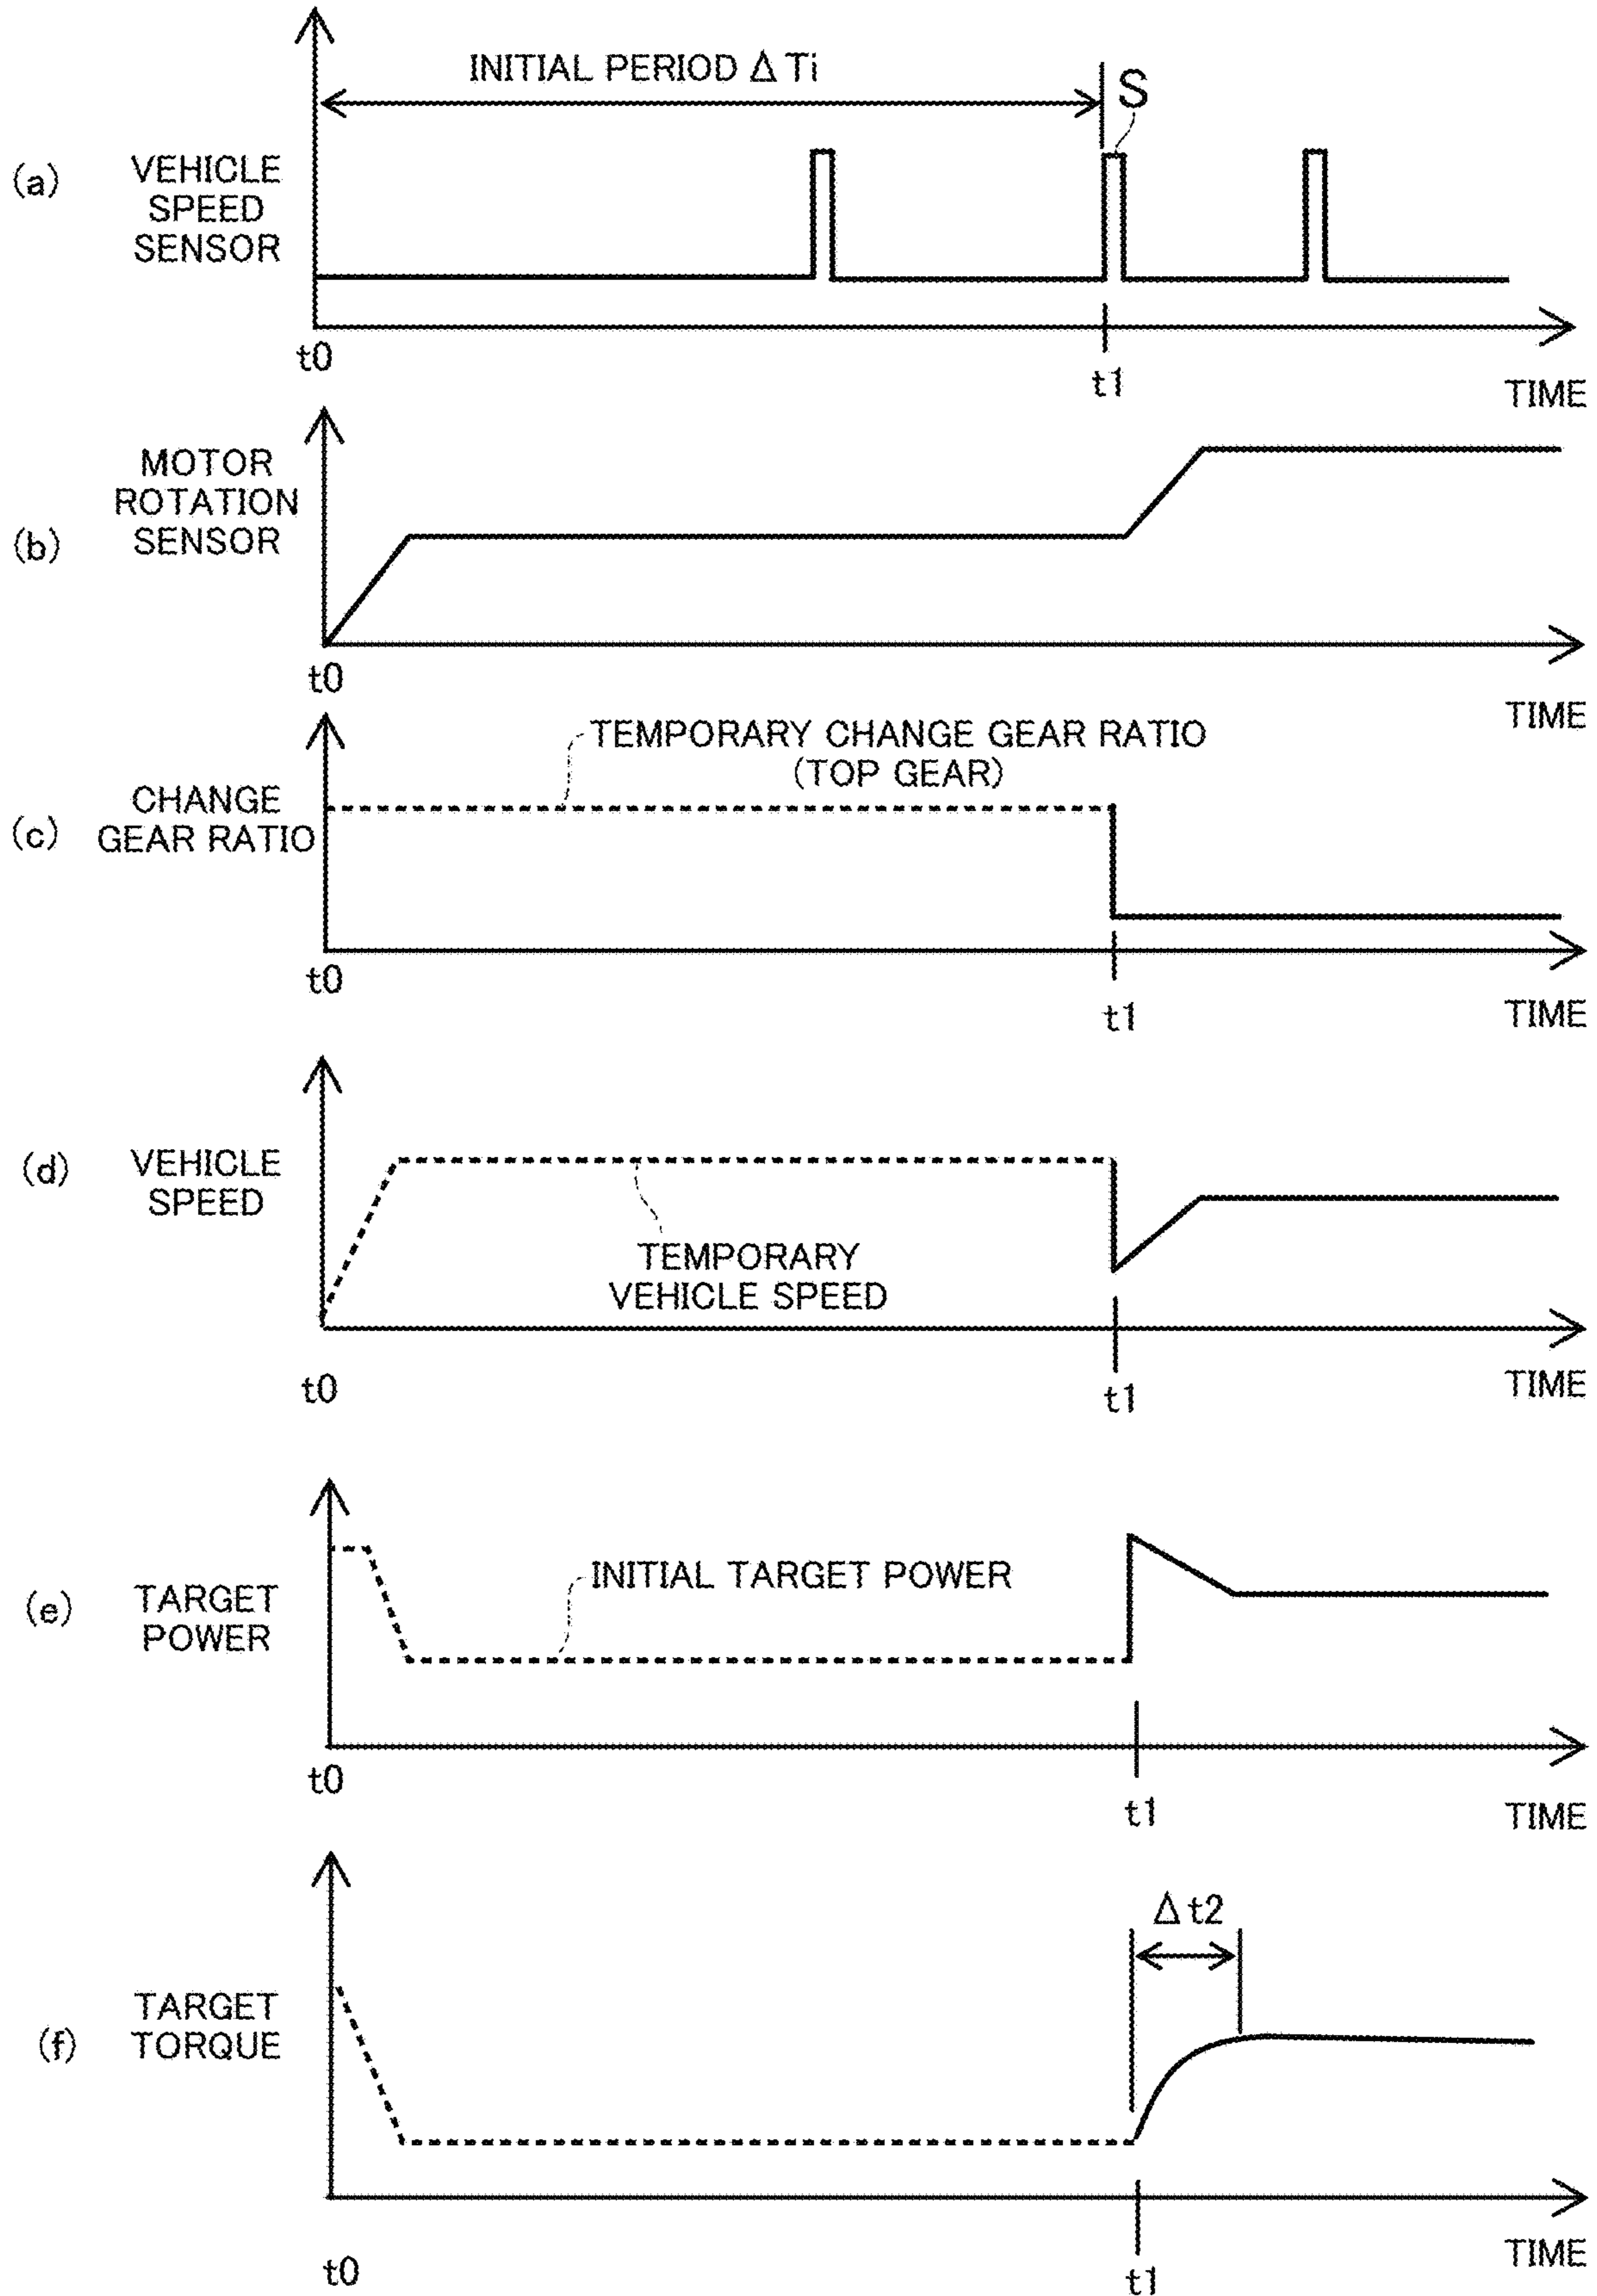 INITIAL PERIOD Δ Ti
S
(a)
VEHICLE
SPEED
SENSOR
t0
t1
TIME
(b)
MOTOR
ROTATION
SENSOR
t0
TIME
TEMPORARY CHANGE GEAR RATIO
(TOP GEAR)
(c)
CHANGE
GEAR RATIO
t0
t1
TIME
(d)
VEHICLE
SPEED
TEMPORARY
VEHICLE SPEED
t0
t1
TIME
INITIAL TARGET POWER
(e)
TARGET
POWER
t0
t1
TIME
Δ t2
(f)
TARGET
TORQUE
t0
t1
TIME